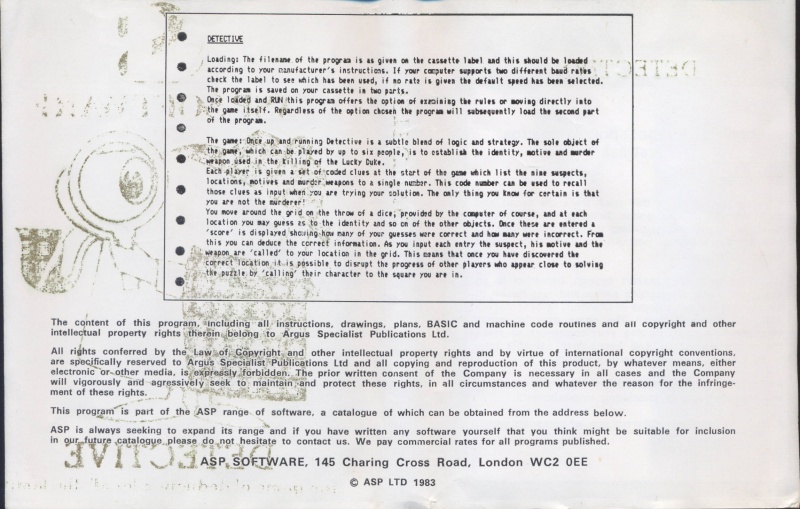 DETECTIVE
Loading: The filename of the program is as given on the cassette label and this should be loaded
according to your manufacturer's instructions. If your computer supports two different baud rates
check the label to see which has been used, if no rate is given the default speed has been selected.
The program is saved on your cassette in two parts.
Once loaded and RUN this program offers the option of examining the rules or moving directly into
the game itself. Regardless of the option chosen the program will subsequently load the second part
of the program.
The game: Once up and running Detective is a subtle blend of logic and strategy. The sole object of
the game, which can be played by up to six people, is to establish the identity, motive and murder
weapon used in the killing of the Lucky Duke.
Each player is given a set of coded clues at the start of the game which list the nine suspects,
locations, motives and murder weapons to a single number. This code number can be used to recall
those clues as input when you are trying your solution. The only thing you know for certain is that
you are not the murderer!
You move around the grid on the throw of a dice, provided by the computer of course, and at each
location you may guess as to the identity and so on of the other objects. Once these are entered a
'score' is displayed showing how many of your guesses were correct and how many were incorrect. From
this you can deduce the correct information. As you input each entry the suspect, his motive and the
weapon are 'called' to your location in the grid. This means that once you have discovered the
correct location it is possible to disrupt the progress of other players who appear close to solving
the puzzle by 'calling' their character to the square you are in.
The content of this program, including all instructions, drawings, plans, BASIC and machine code routines and all copyright and other
intellectual property rights therein belong to Argus Specialist Publications Ltd.
All rights conferred by the Law of Copyright and other intellectual property rights and by virtue of international copyright conventions,
are specifically reserved to Argus Specialist Publications Ltd and all copying and reproduction of this product, by whatever means, either
electronic or other media, is expressly forbidden. The prior written consent of the Company is necessary in all cases and the Company
will vigorously and agressively seek to maintain and protect these rights, in all circumstances and whatever the reason for the infringe-
ment of these rights.
This program is part of the ASP range of software, a catalogue of which can be obtained from the address below.
ASP is always seeking to expand its range and if you have written any software yourself that you think might be suitable for inclusion
in our future catalogue please do not hesitate to contact us. We pay commercial rates for all programs published.
DETECTIVE
ASP SOFTWARE, 145 Charing Cross Road, London WC2 0EE
© ASP LTD 1983